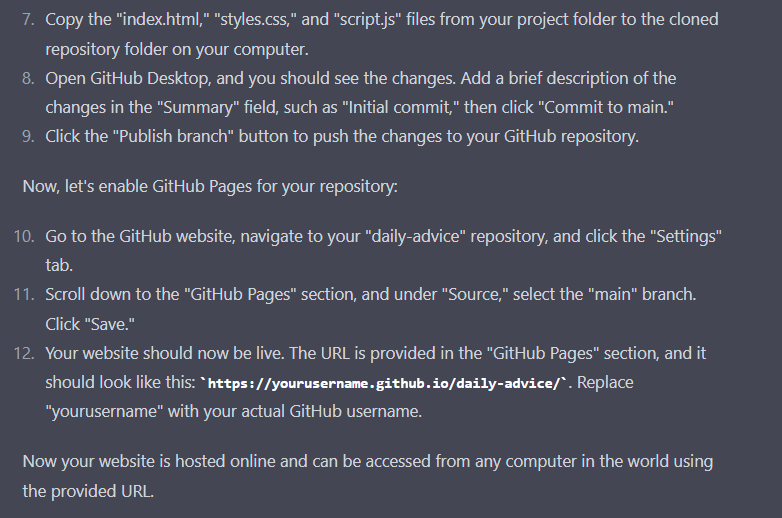 7. Copy the "index.html," "styles.css," and "script.js" files from your project folder to the cloned
repository folder on your computer.
8. Open GitHub Desktop, and you should see the changes. Add a brief description of the
changes in the "Summary" field, such as "Initial commit," then click "Commit to main."
9. Click the "Publish branch" button to push the changes to your GitHub repository.
Now, let's enable GitHub Pages for your repository:
10. Go to the GitHub website, navigate to your "daily-advice" repository, and click the "Settings"
tab.
11. Scroll down to the "GitHub Pages" section, and under "Source," select the "main" branch.
Click "Save."
12. Your website should now be live. The URL is provided in the "GitHub Pages" section, and it
should look like this: `https://yourusername.github.io/daily-advice/`. Replace
"yourusername" with your actual GitHub username.
Now your website is hosted online and can be accessed from any computer in the world using
the provided URL.